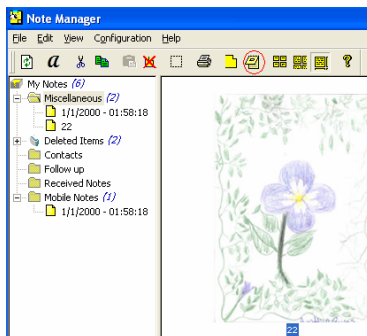 Note Manager
File Edit View Configuration Help
a ?
My Notes (6)
Miscellaneous (2)
1/1/2000 - 01:58:18
22
Deleted Items (2)
Contacts
Follow up
Received Notes
Mobile Notes (1)
1/1/2000 - 01:58:18
22